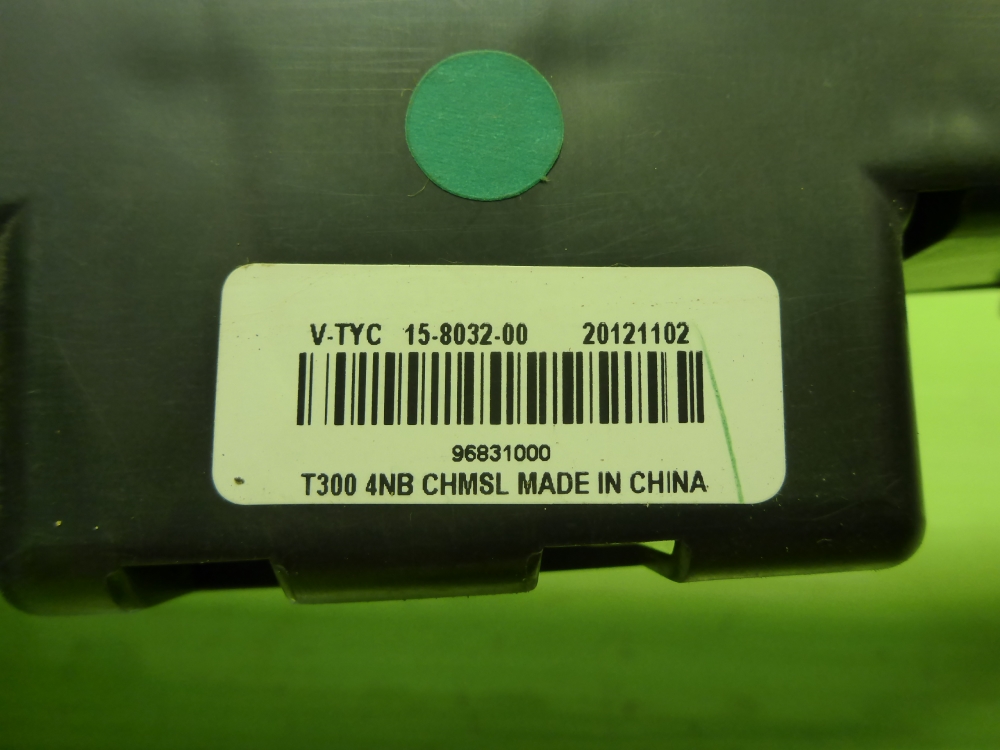 V-TYC 15-8032-00 20121102
96831000
T300 4NB CHMSL MADE IN CHINA